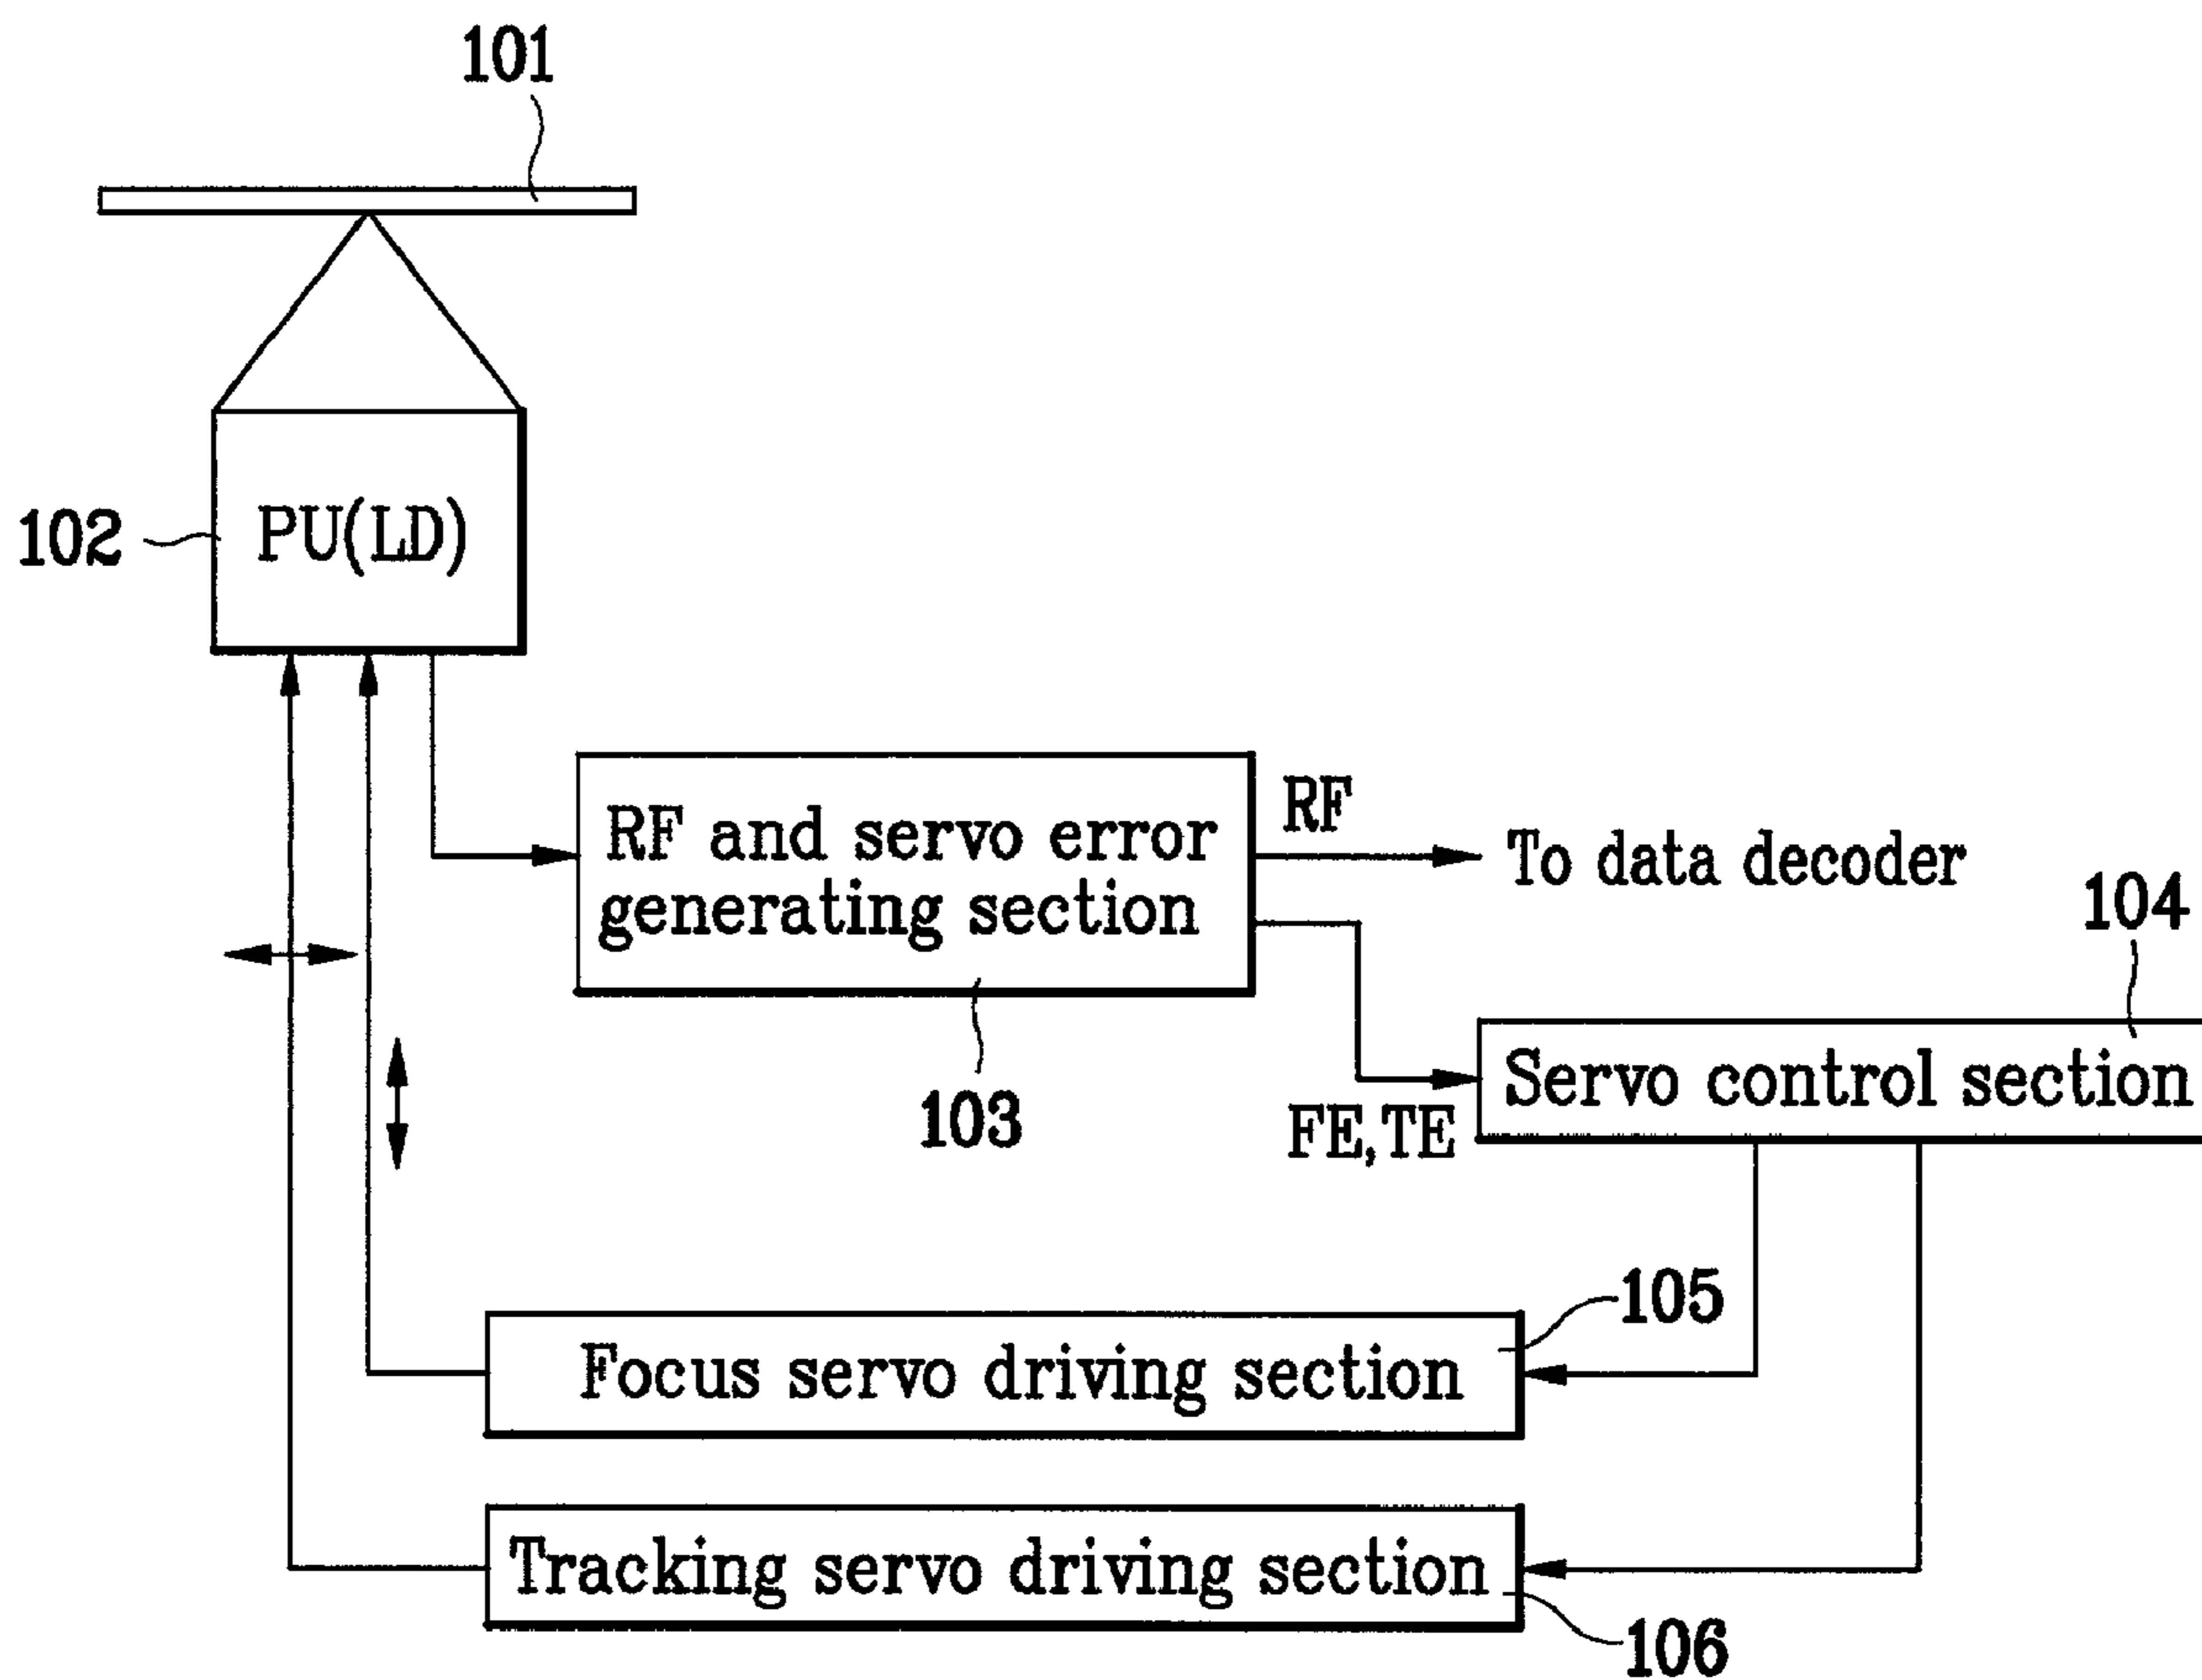 101
102
PU(LD)
RF and servo error
generating section
103
RF
To data decoder
104
FE,TE
Servo control section
105
Focus servo driving section
Tracking servo driving section
106